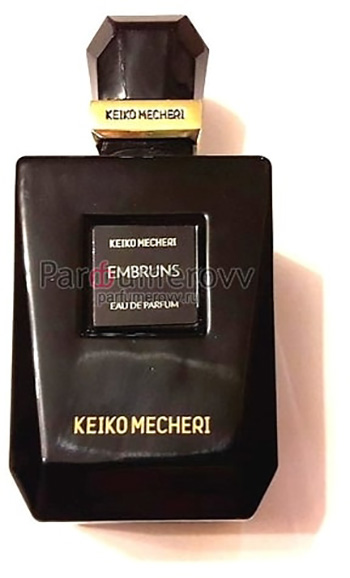 KEIKO MECHERI
KEIKO MECHERI
EMBRUNS
Parfumerovv
parfumerovv.ru
EAU DE PARFUM
KEIKO MECHERI